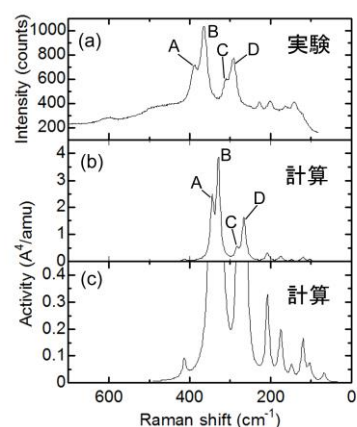 Intensity (counts)
1000
800
600
400
200
(a)
A
B
C
D
実験
Activity (A⁴/amu)
4
3
2
1
0
(b)
A
B
C
D
計算
0.4
0.3
0.2
0.1
0
(c)
計算
600
400
200
0
Raman shift (cm⁻¹)